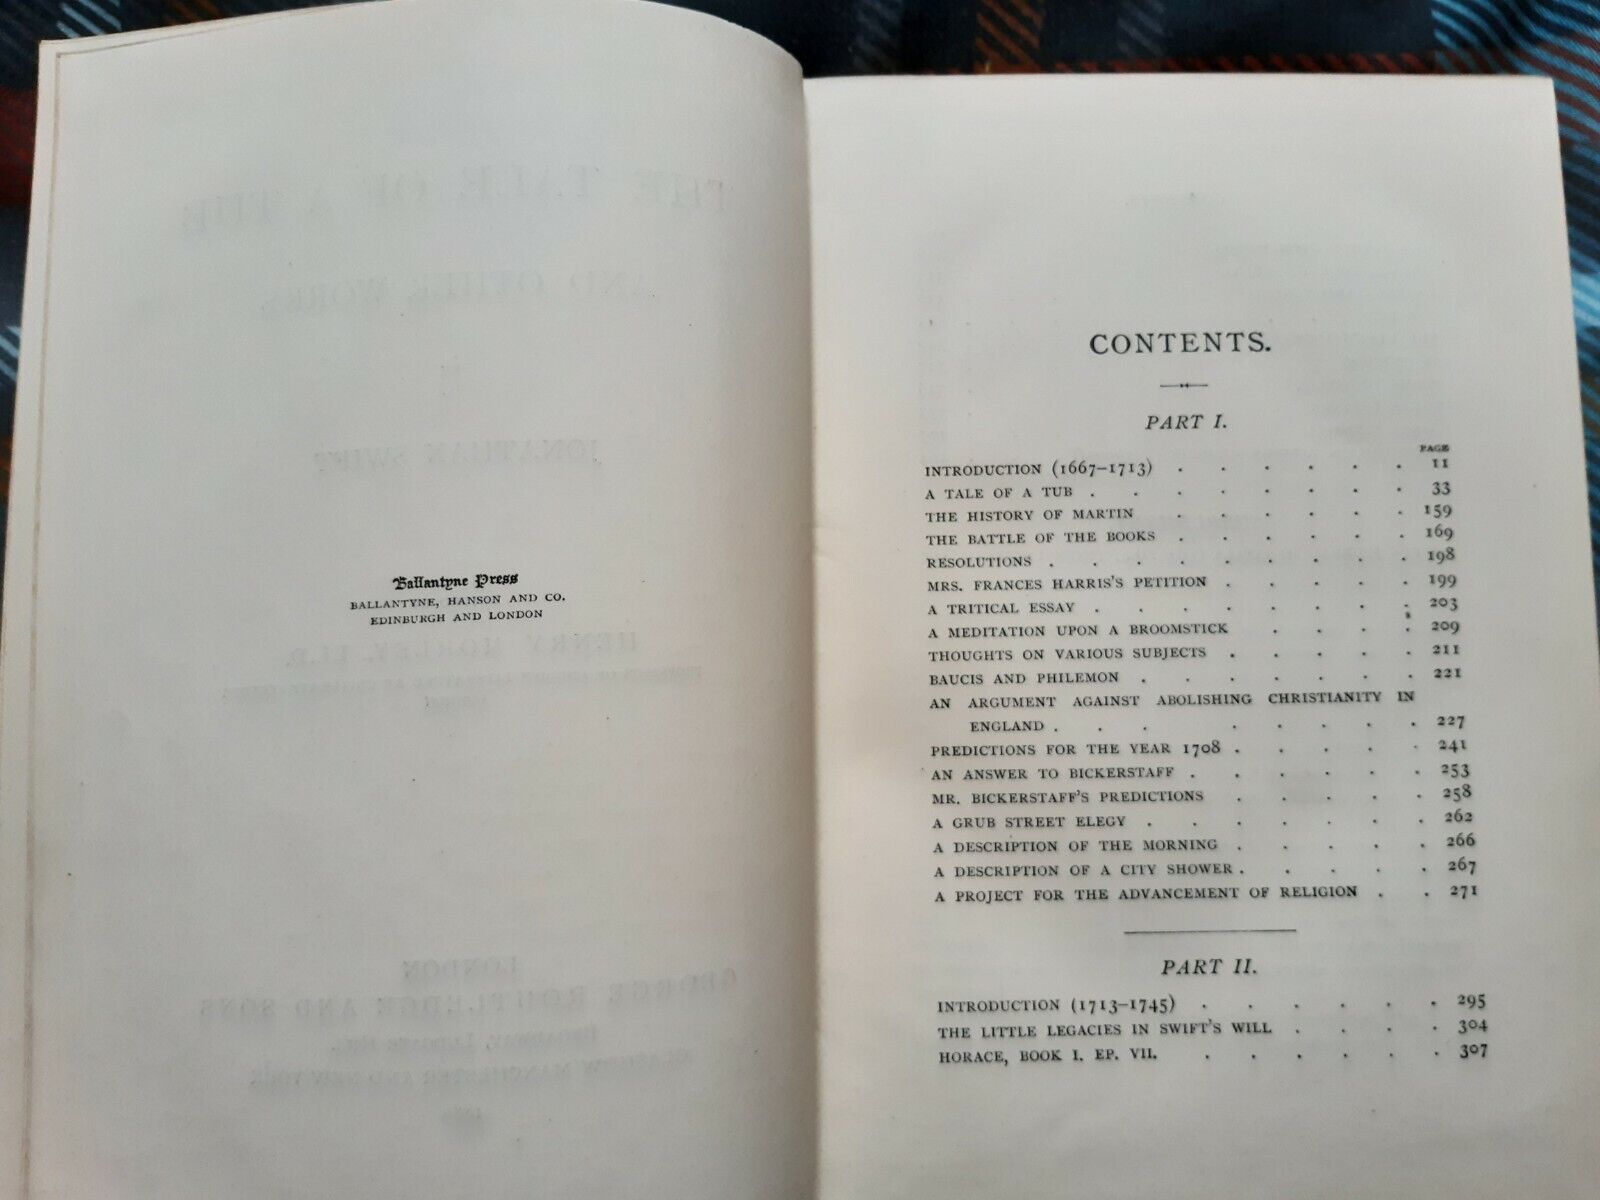 Ballantyne Press
BALLANTYNE, HANSON AND CO.
EDINBURGH AND LONDON
CONTENTS.
PART I.
PAGE
INTRODUCTION (1667–1713) . . . . . . 11
A TALE OF A TUB . . . . . . . . 33
THE HISTORY OF MARTIN . . . . . . 159
THE BATTLE OF THE BOOKS . . . . . . 169
RESOLUTIONS . . . . . . . . . 198
MRS. FRANCES HARRIS'S PETITION . . . . . 199
A TRITICAL ESSAY . . . . . . . . 203
A MEDITATION UPON A BROOMSTICK . . . . 209
THOUGHTS ON VARIOUS SUBJECTS . . . . . 211
BAUCIS AND PHILEMON . . . . . . . 221
AN ARGUMENT AGAINST ABOLISHING CHRISTIANITY IN
ENGLAND . . . . . . . . 227
PREDICTIONS FOR THE YEAR 1708 . . . . . 241
AN ANSWER TO BICKERSTAFF . . . . . . 253
MR. BICKERSTAFF'S PREDICTIONS . . . . . 258
A GRUB STREET ELEGY . . . . . . . 262
A DESCRIPTION OF THE MORNING . . . . . 266
A DESCRIPTION OF A CITY SHOWER . . . . . 267
A PROJECT FOR THE ADVANCEMENT OF RELIGION . . 271
PART II.
INTRODUCTION (1713–1745) . . . . . . 295
THE LITTLE LEGACIES IN SWIFT'S WILL . . . . 304
HORACE, BOOK I. EP. VII. . . . . . . 307